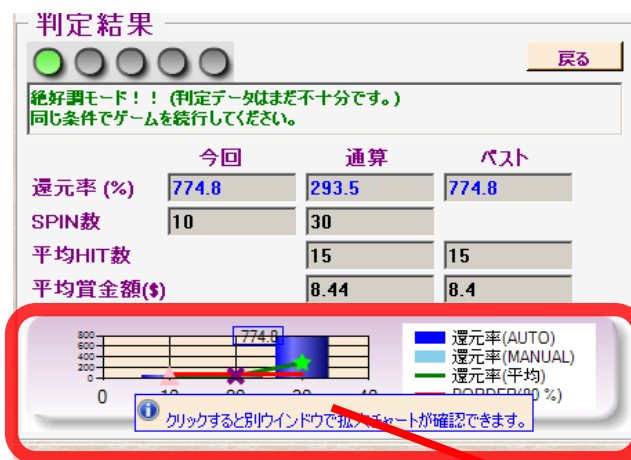 判定結果
戻る
絶好調モード！！ (判定データはまだ不十分です。)
同じ条件でゲームを続行してください。
今回 通算 ベスト
還元率 (%) 774.8 293.5 774.8
SPIN数 10 30
平均HIT数 15 15
平均賞金額($) 8.44 8.4
800
600
400
200
0
774.8
0 10 20 30 40
還元率(AUTO)
還元率(MANUAL)
還元率(平均)
BORDER(80 %)
クリックすると別ウインドウで拡大チャートが確認できます。